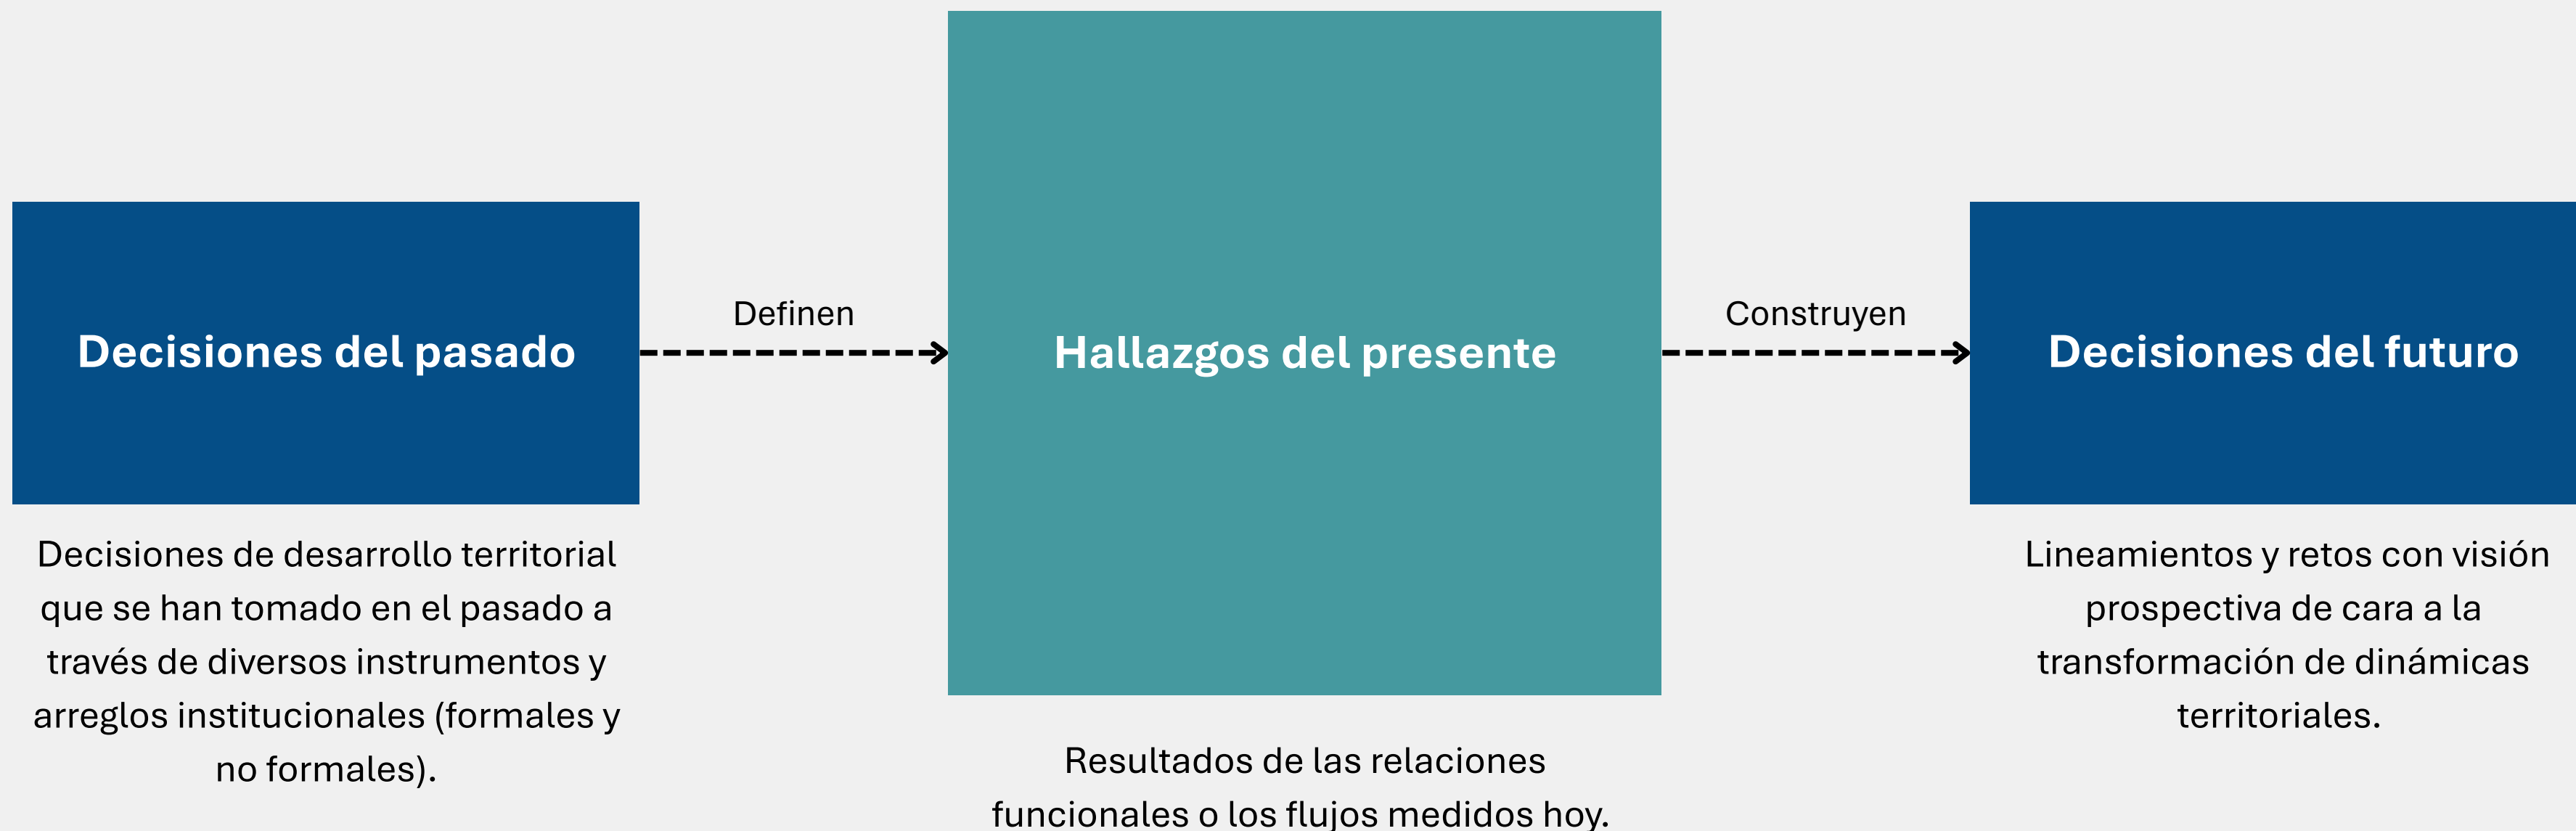 Decisiones del pasado
Definen
Hallazgos del presente
Construyen
Decisiones del futuro
Decisiones de desarrollo territorial
que se han tomado en el pasado a
través de diversos instrumentos y
arreglos institucionales (formales y
no formales).
Resultados de las relaciones
funcionales o los flujos medidos hoy.
Lineamientos y retos con visión
prospectiva de cara a la
transformación de dinámicas
territoriales.